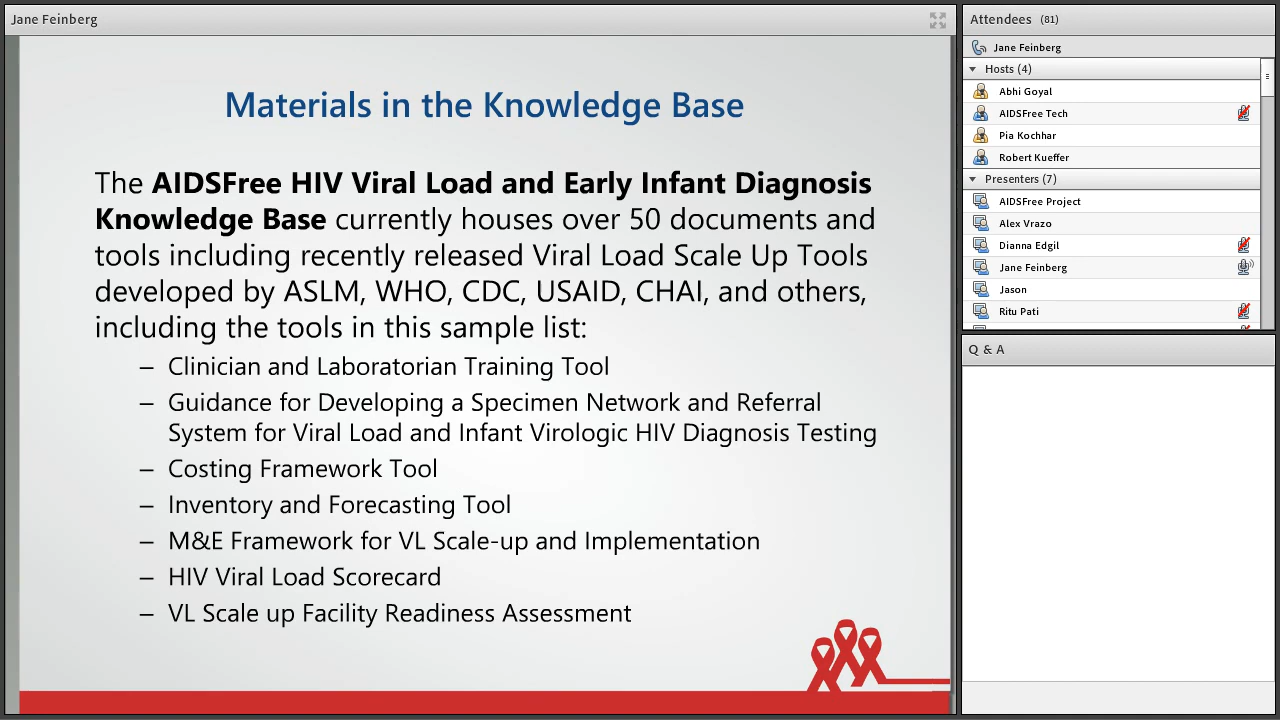 Jane Feinberg
Materials in the Knowledge Base
The AIDSFree HIV Viral Load and Early Infant Diagnosis
Knowledge Base currently houses over 50 documents and
tools including recently released Viral Load Scale Up Tools
developed by ASLM, WHO, CDC, USAID, CHAI, and others,
including the tools in this sample list:
– Clinician and Laboratorian Training Tool
– Guidance for Developing a Specimen Network and Referral
System for Viral Load and Infant Virologic HIV Diagnosis Testing
– Costing Framework Tool
– Inventory and Forecasting Tool
– M&E Framework for VL Scale-up and Implementation
– HIV Viral Load Scorecard
– VL Scale up Facility Readiness Assessment
Attendees (81)
Jane Feinberg
Hosts (4)
Abhi Goyal
AIDSFree Tech
Pia Kochhar
Robert Kueffer
Presenters (7)
AIDSFree Project
Alex Vrazo
Dianna Edgil
Jane Feinberg
Jason
Ritu Pati
Q & A